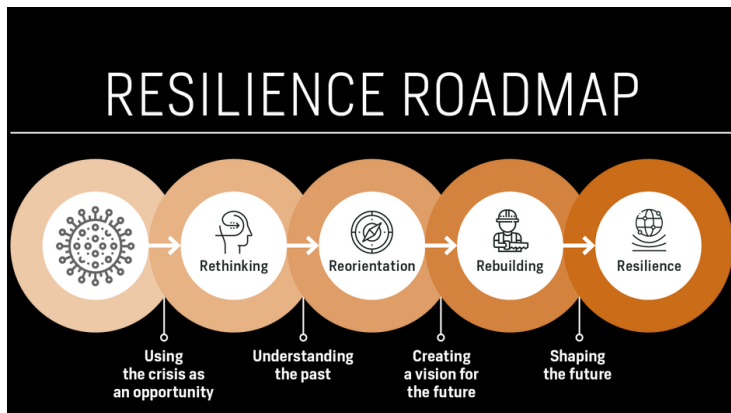 RESILIENCE ROADMAP
Rethinking
Reorientation
Rebuilding
Resilience
Using
the crisis as
an opportunity
Understanding
the past
Creating
a vision for
the future
Shaping
the future